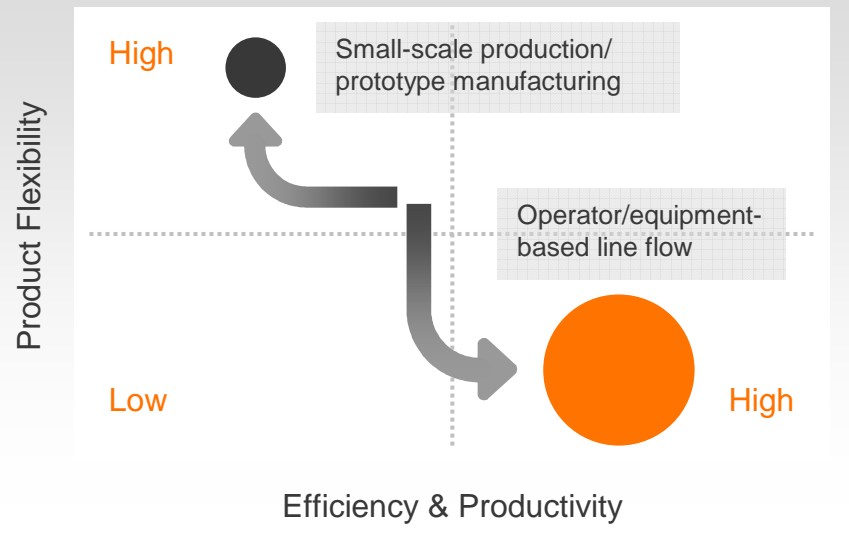 High
Small-scale production/
prototype manufacturing
Product Flexibility
Operator/equipment-
based line flow
Low
High
Efficiency & Productivity